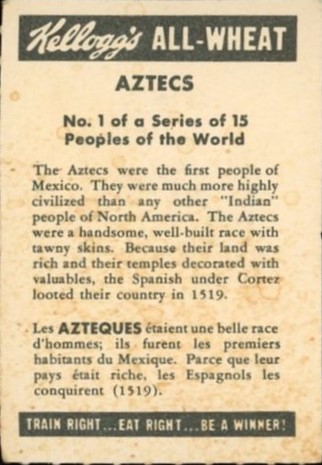 Kellogg's ALL-WHEAT
AZTECS
No. 1 of a Series of 15
Peoples of the World
The Aztecs were the first people of
Mexico. They were much more highly
civilized than any other "Indian"
people of North America. The Aztecs
were a handsome, well-built race with
tawny skins. Because their land was
rich and their temples decorated with
valuables, the Spanish under Cortez
looted their country in 1519.
Les AZTEQUES étaient une belle race
d'hommes; ils furent les premiers
habitants du Mexique. Parce que leur
pays était riche, les Espagnols les
conquirent (1519).
TRAIN RIGHT...EAT RIGHT...BE A WINNER!